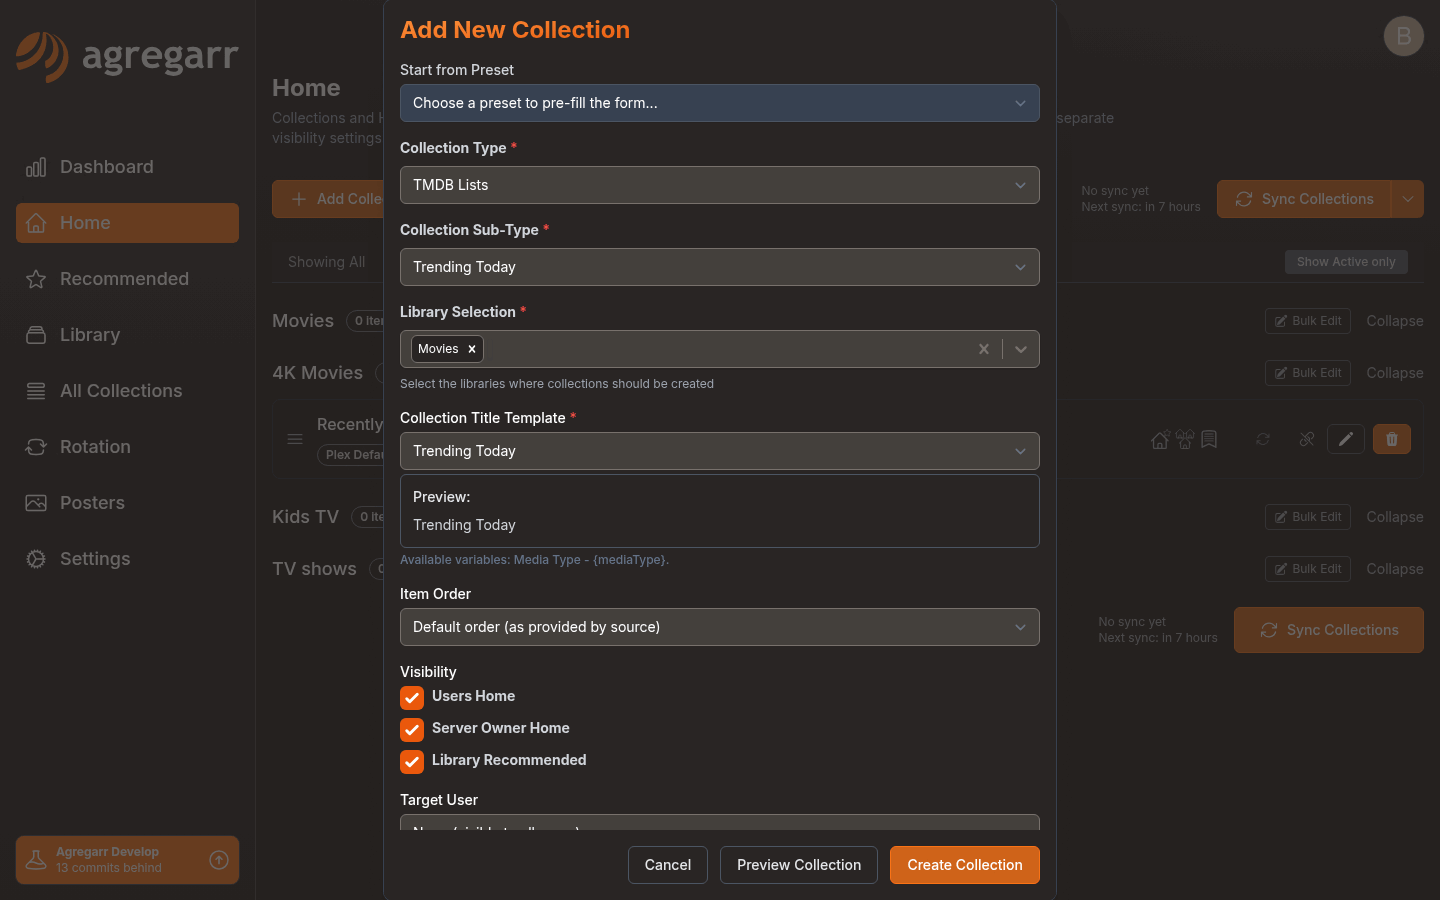 agregarr
Dashboard
Home
Recommended
Library
All Collections
Rotation
Posters
Settings
Agregarr Develop
13 commits behind
B
Home
Collections and H
separate
visibility settings
Add Colle
No sync yet
Next sync: in 7 hours
Sync Collections
Showing All
Show Active only
Movies
0 Iter
Bulk Edit
Collapse
4K Movies
Bulk Edit
Collapse
Recently
Plex Defau
Kids TV
0 Ite
Bulk Edit
Collapse
TV shows
Bulk Edit
Collapse
No sync yet
Next sync: in 7 hours
Sync Collections
Add New Collection
Start from Preset
Choose a preset to pre-fill the form...
Collection Type *
TMDB Lists
Collection Sub-Type *
Trending Today
Library Selection *
Movies
Select the libraries where collections should be created
Collection Title Template *
Trending Today
Preview:
Trending Today
Available variables: Media Type - {mediaType}.
Item Order
Default order (as provided by source)
Visibility
Users Home
Server Owner Home
Library Recommended
Target User
Cancel
Preview Collection
Create Collection